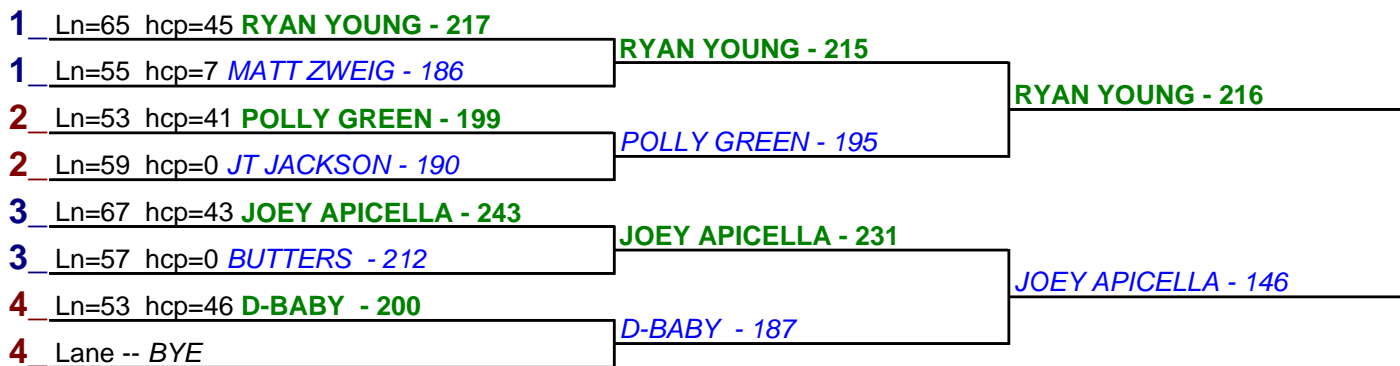 1_ Ln=65 hcp=45 RYAN YOUNG - 217
RYAN YOUNG - 215
1_ Ln=55 hcp=7 MATT ZWEIG - 186
RYAN YOUNG - 216
2_ Ln=53 hcp=41 POLLY GREEN - 199
POLLY GREEN - 195
2_ Ln=59 hcp=0 JT JACKSON - 190
3_ Ln=67 hcp=43 JOEY APICELLA - 243
JOEY APICELLA - 231
3_ Ln=57 hcp=0 BUTTERS - 212
JOEY APICELLA - 146
4_ Ln=53 hcp=46 D-BABY - 200
D-BABY - 187
4_ Lane -- BYE